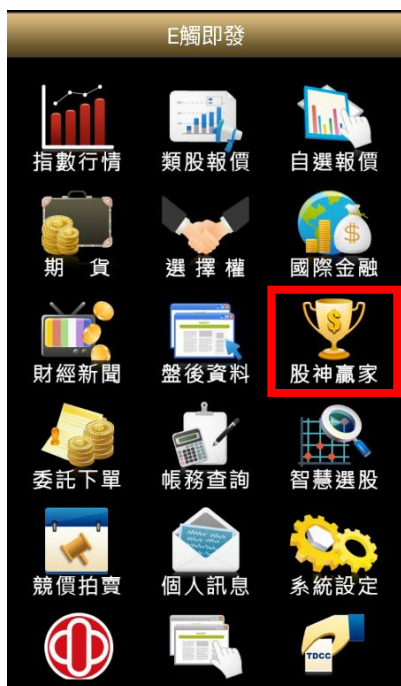 E觸即發
指數行情 類股報價 自選報價
期 貨 選擇權 國際金融
財經新聞 盤後資料 股神贏家
委託下單 帳務查詢 智慧選股
競價拍賣 個人訊息 系統設定
TDCC